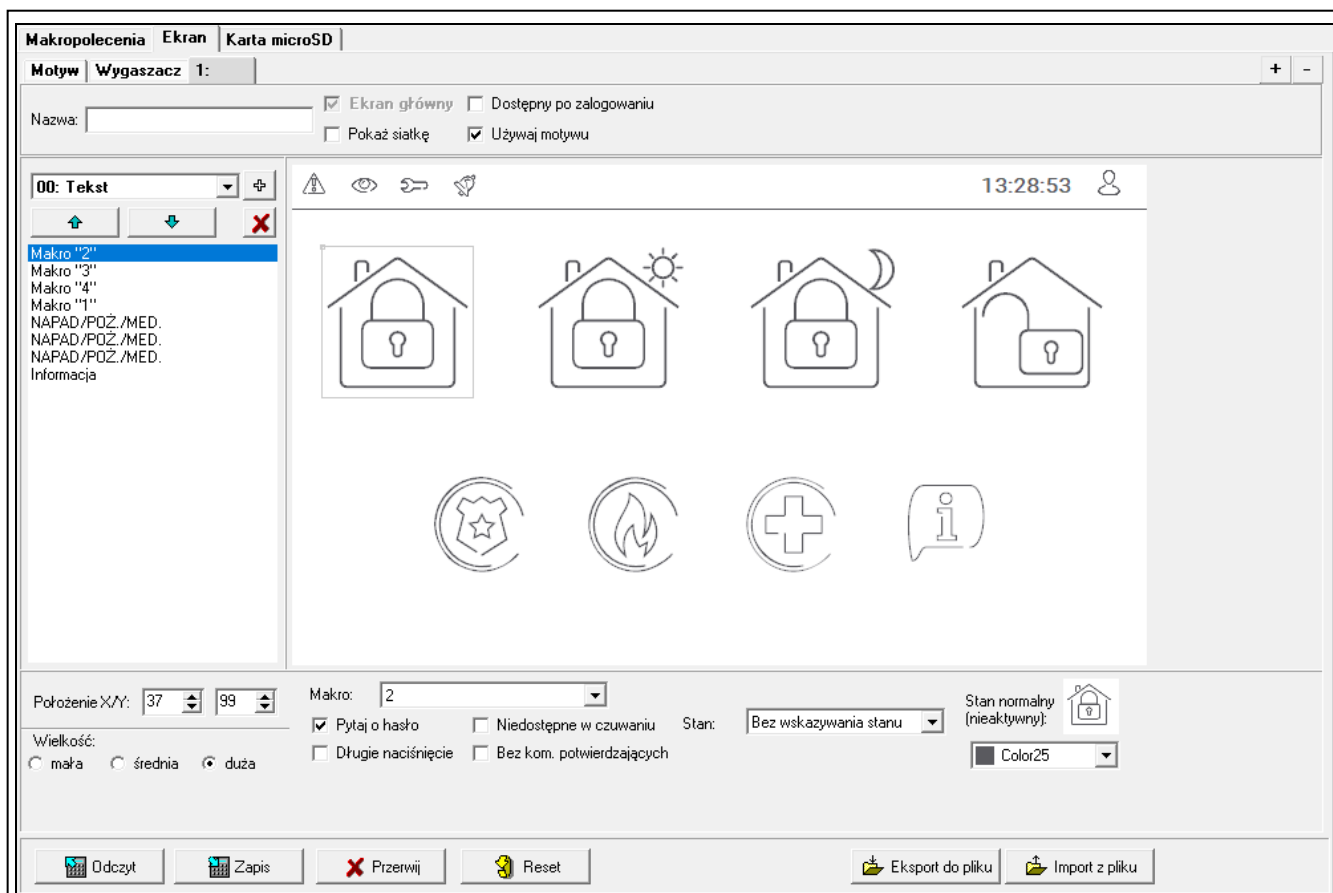 Makropolecenia Ekran Karta microSD
Motyw Wygaszacz 1: + -
Nazwa: Ekran główny Dostępny po zalogowaniu
Pokaż siatkę Używaj motywu
00: Tekst
13:28:53
Makro "2"
Makro "3"
Makro "4"
Makro "1"
NAPAD/POŻ./MED.
NAPAD/POŻ./MED.
NAPAD/POŻ./MED.
Informacja
Położenie X/Y: 37 99
Wielkość:
mała średnia duża
Makro: 2
Pytaj o hasło Niedostępne w czuwaniu Stan: Bez wskazywania stanu
Długie naciśnięcie Bez kom. potwierdzających
Stan normalny
(nieaktywny):
Color25
Odczyt Zapis Przerwij Reset Eksport do pliku Import z pliku